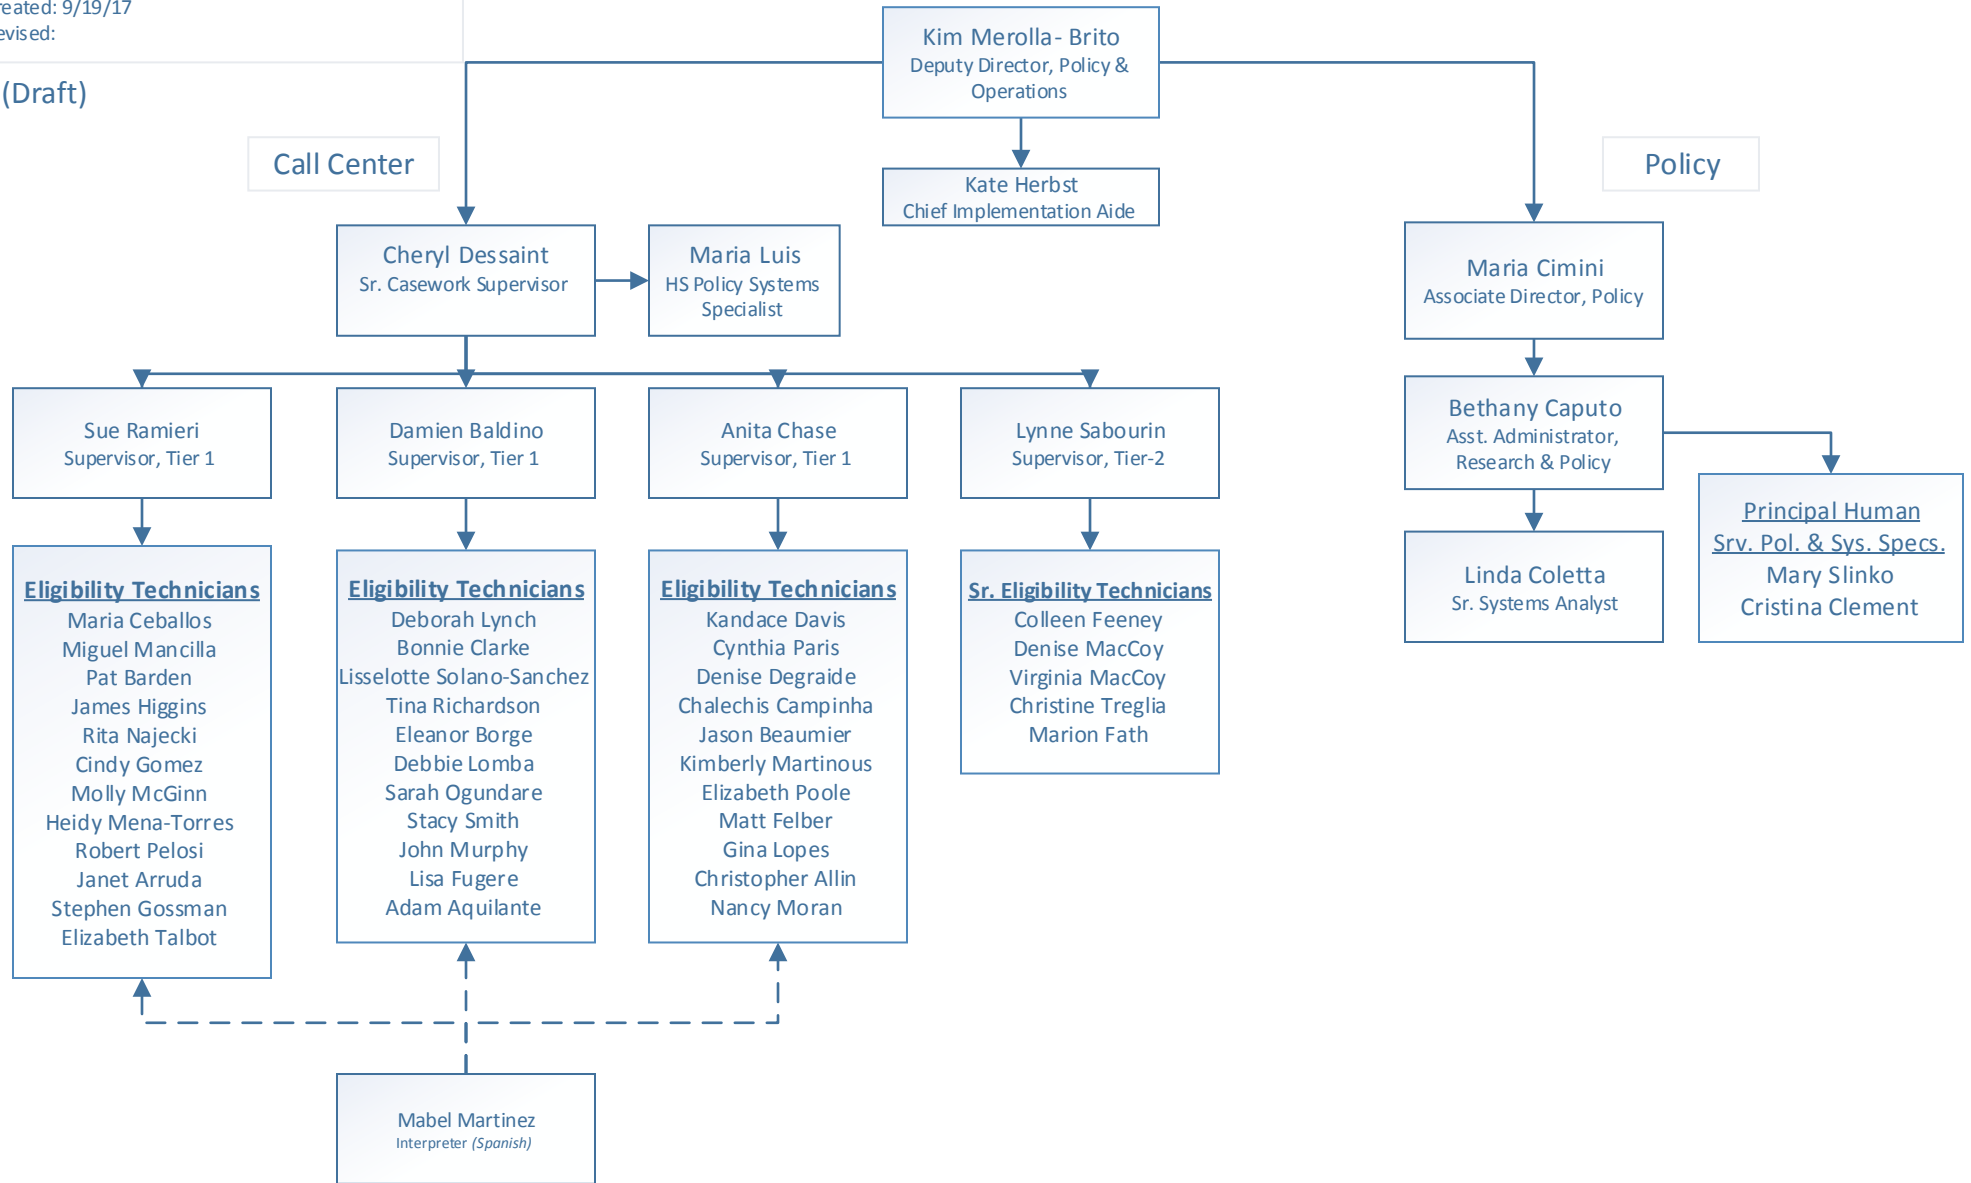 reated: 9/19/17
evised:
(Draft)
Kim Merolla- Brito
Deputy Director, Policy &
Operations
Call Center
Policy
Kate Herbst
Chief Implementation Aide
Cheryl Dessaint
Sr. Casework Supervisor
Maria Luis
HS Policy Systems
Specialist
Maria Cimini
Associate Director, Policy
Sue Ramieri
Supervisor, Tier 1
Damien Baldino
Supervisor, Tier 1
Anita Chase
Supervisor, Tier 1
Lynne Sabourin
Supervisor, Tier-2
Bethany Caputo
Asst. Administrator,
Research & Policy
Principal Human
Srv. Pol. & Sys. Specs.
Mary Slinko
Cristina Clement
Linda Coletta
Sr. Systems Analyst
Eligibility Technicians
Maria Ceballos
Miguel Mancilla
Pat Barden
James Higgins
Rita Najecki
Cindy Gomez
Molly McGinn
Heidy Mena-Torres
Robert Pelosi
Janet Arruda
Stephen Gossman
Elizabeth Talbot
Eligibility Technicians
Deborah Lynch
Bonnie Clarke
Lisselotte Solano-Sanchez
Tina Richardson
Eleanor Borge
Debbie Lomba
Sarah Ogundare
Stacy Smith
John Murphy
Lisa Fugere
Adam Aquilante
Eligibility Technicians
Kandace Davis
Cynthia Paris
Denise Degraide
Chalechis Campinha
Jason Beaumier
Kimberly Martinous
Elizabeth Poole
Matt Felber
Gina Lopes
Christopher Allin
Nancy Moran
Sr. Eligibility Technicians
Colleen Feeney
Denise MacCoy
Virginia MacCoy
Christine Treglia
Marion Fath
Mabel Martinez
Interpreter (Spanish)